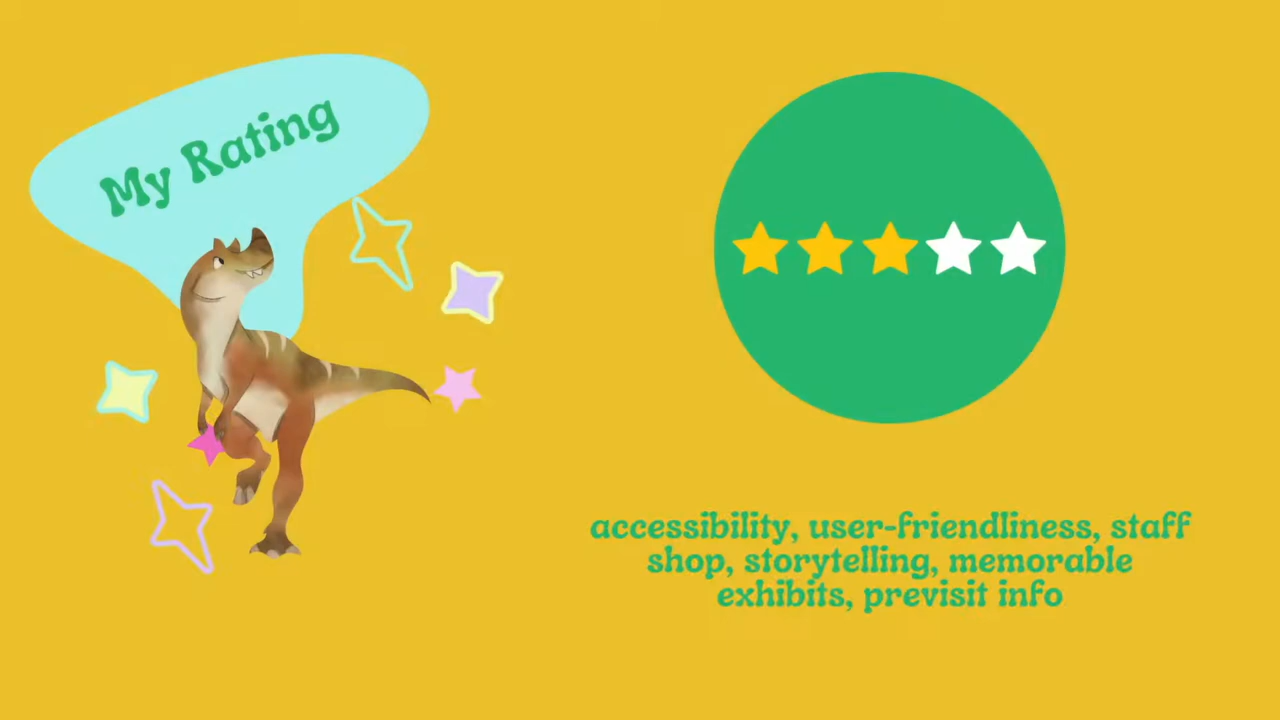 My Rating
accessibility, user-friendliness, staff
shop, storytelling, memorable
exhibits, previsit info